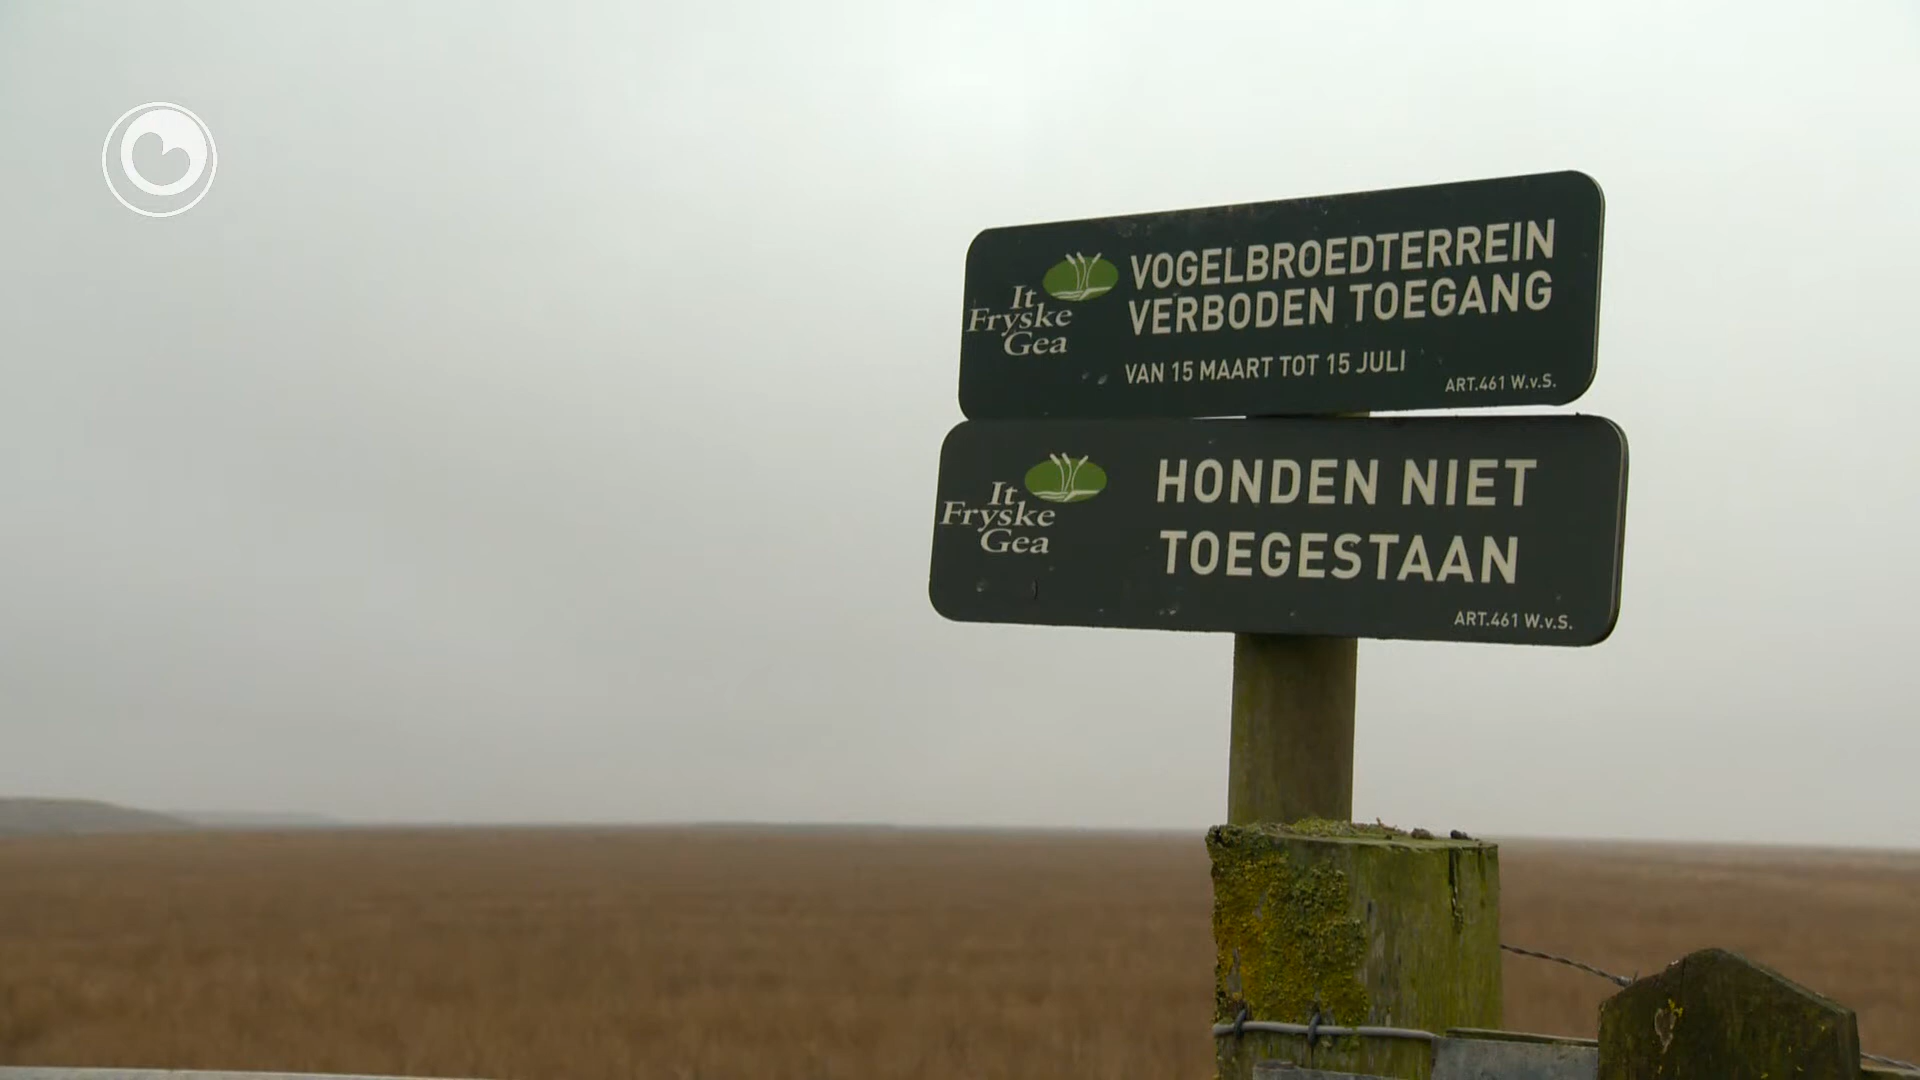 It
Fryske
Gea
VOGELBROEDTERREIN
VERBODEN TOEGANG
VAN 15 MAART TOT 15 JULI
ART.461 W.v.S.
It
Fryske
Gea
HONDEN NIET
TOEGESTAAN
ART.461 W.v.S.